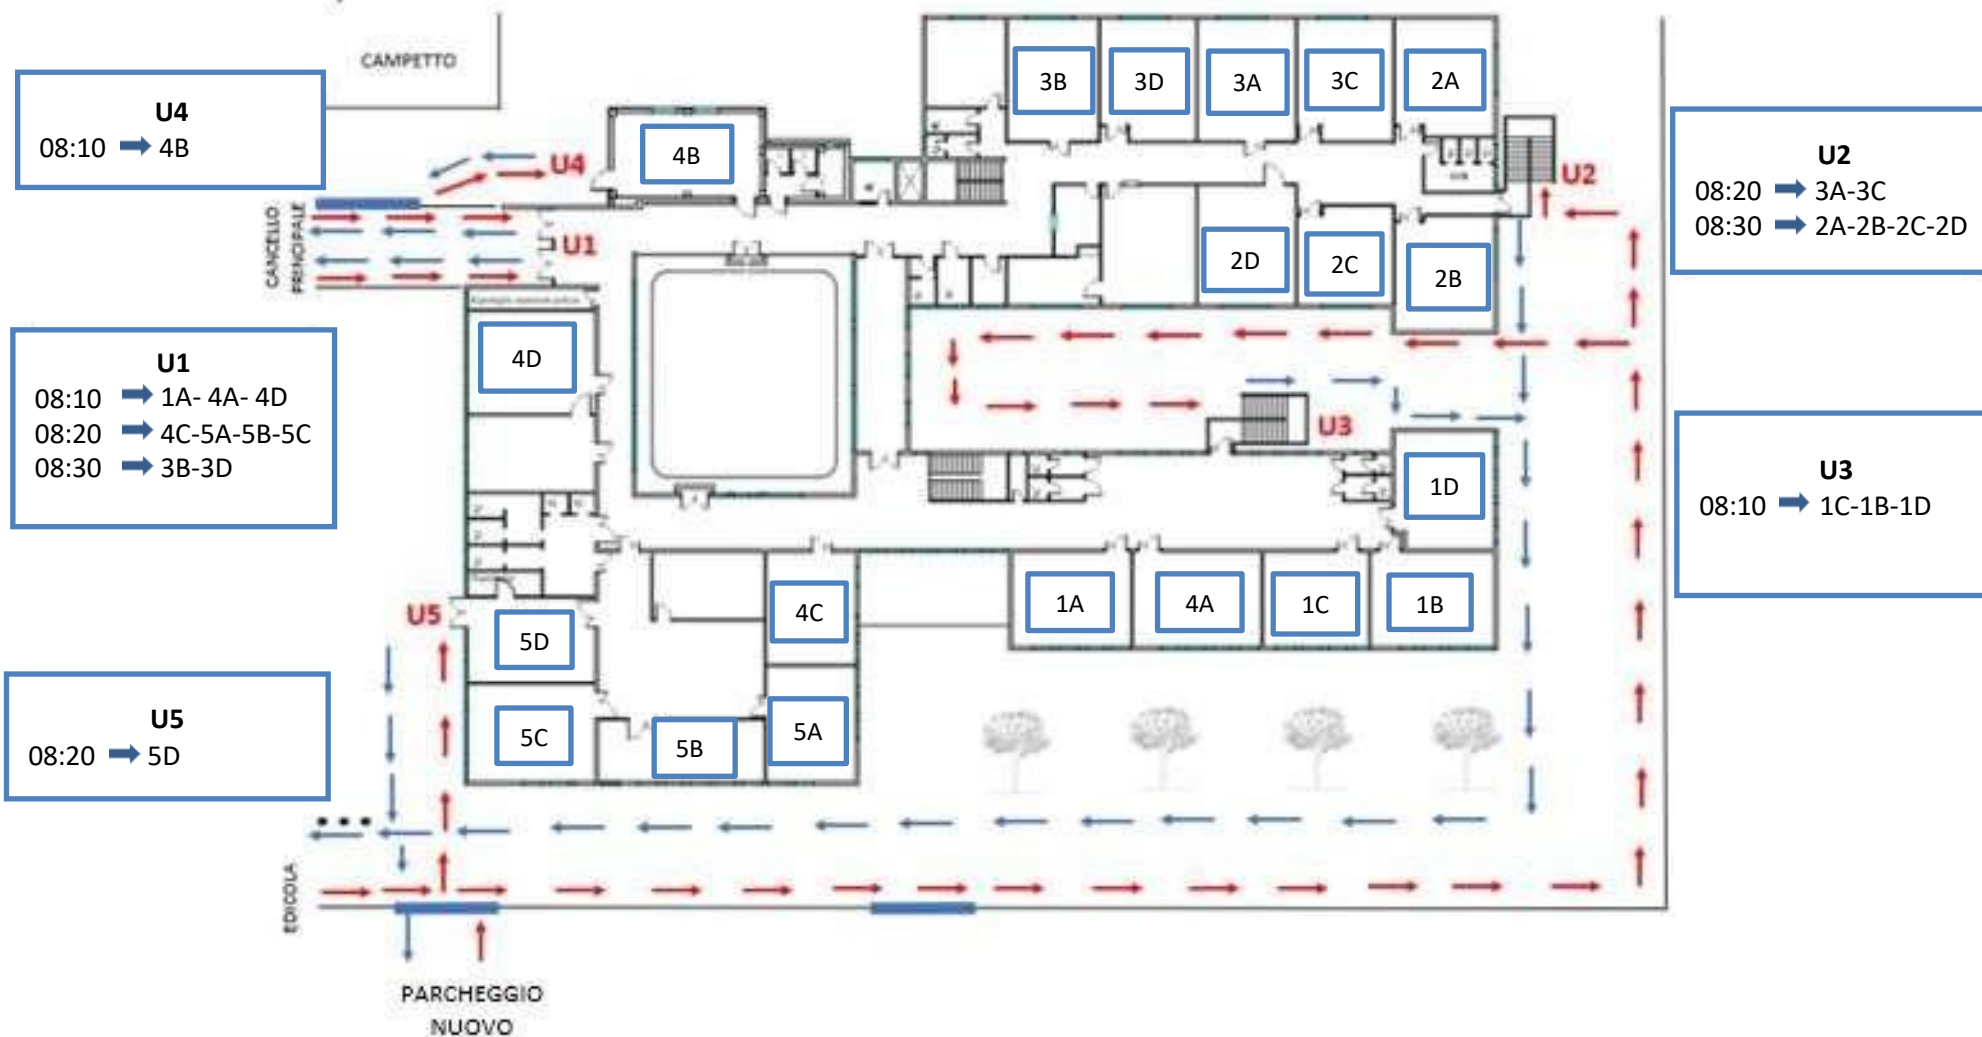 CAMPETTO
U4
08:10 4B
CANCELLO
PRINCIPALE
U1
08:10 1A- 4A- 4D
08:20 4C-5A-5B-5C
08:30 3B-3D
U5
08:20 5D
U2
08:20 3A-3C
08:30 2A-2B-2C-2D
U3
08:10 1C-1B-1D
3B
3D
3A
3C
2A
4B
U4
U2
U1
2D
2C
2B
4D
U3
1D
4C
1A
4A
1C
1B
U5
5D
5C
5B
5A
EDICOLA
PARCHEGGIO
NUOVO